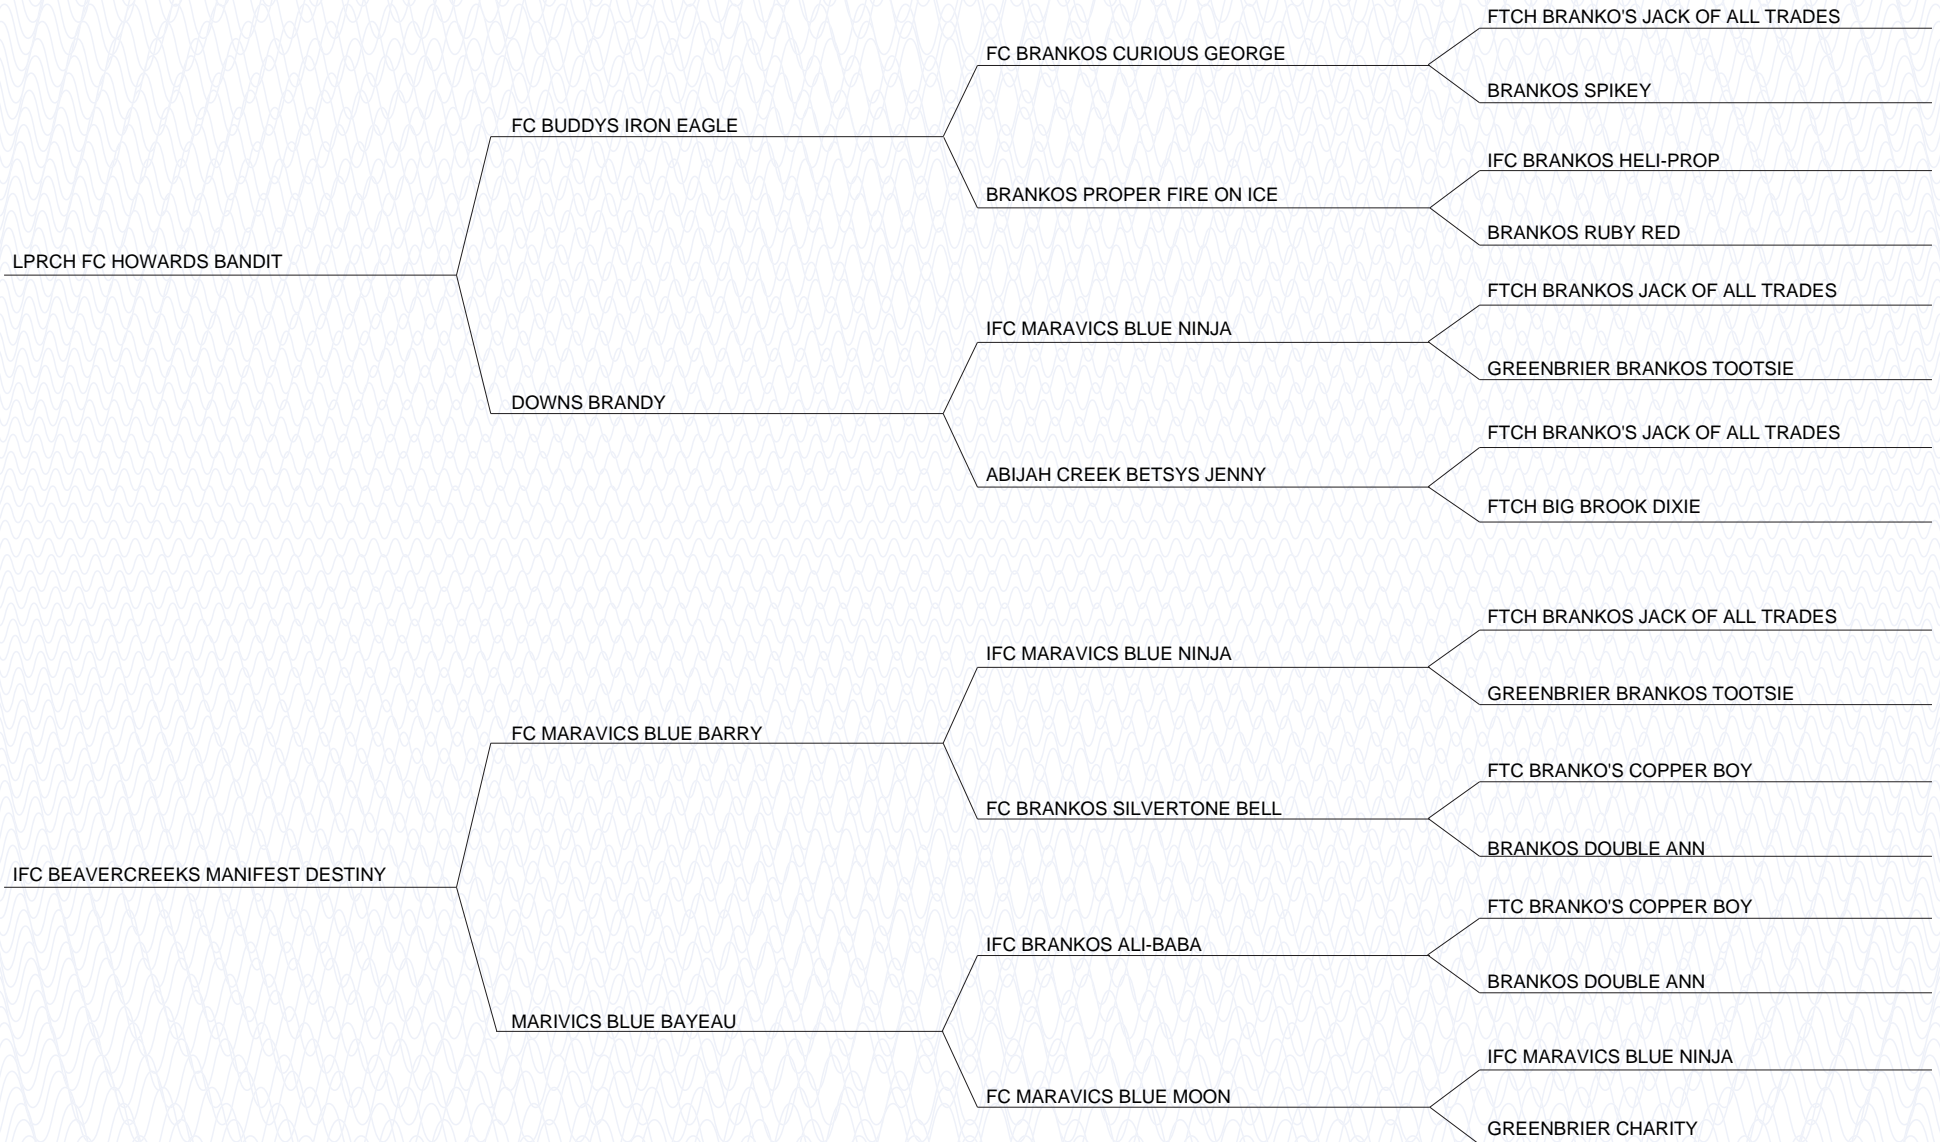 FTCH BRANKO'S JACK OF ALL TRADES
FC BRANKOS CURIOUS GEORGE
BRANKOS SPIKEY
FC BUDDYS IRON EAGLE
IFC BRANKOS HELI-PROP
BRANKOS PROPER FIRE ON ICE
BRANKOS RUBY RED
LPRCH FC HOWARDS BANDIT
FTCH BRANKOS JACK OF ALL TRADES
IFC MARAVICS BLUE NINJA
GREENBRIER BRANKOS TOOTSIE
DOWNS BRANDY
FTCH BRANKO'S JACK OF ALL TRADES
ABIJAH CREEK BETSYS JENNY
FTCH BIG BROOK DIXIE
FTCH BRANKOS JACK OF ALL TRADES
IFC MARAVICS BLUE NINJA
GREENBRIER BRANKOS TOOTSIE
FC MARAVICS BLUE BARRY
FTC BRANKO'S COPPER BOY
FC BRANKOS SILVERTONE BELL
BRANKOS DOUBLE ANN
IFC BEAVERCREEKS MANIFEST DESTINY
FTC BRANKO'S COPPER BOY
IFC BRANKOS ALI-BABA
BRANKOS DOUBLE ANN
MARIVICS BLUE BAYEAU
IFC MARAVICS BLUE NINJA
FC MARAVICS BLUE MOON
GREENBRIER CHARITY